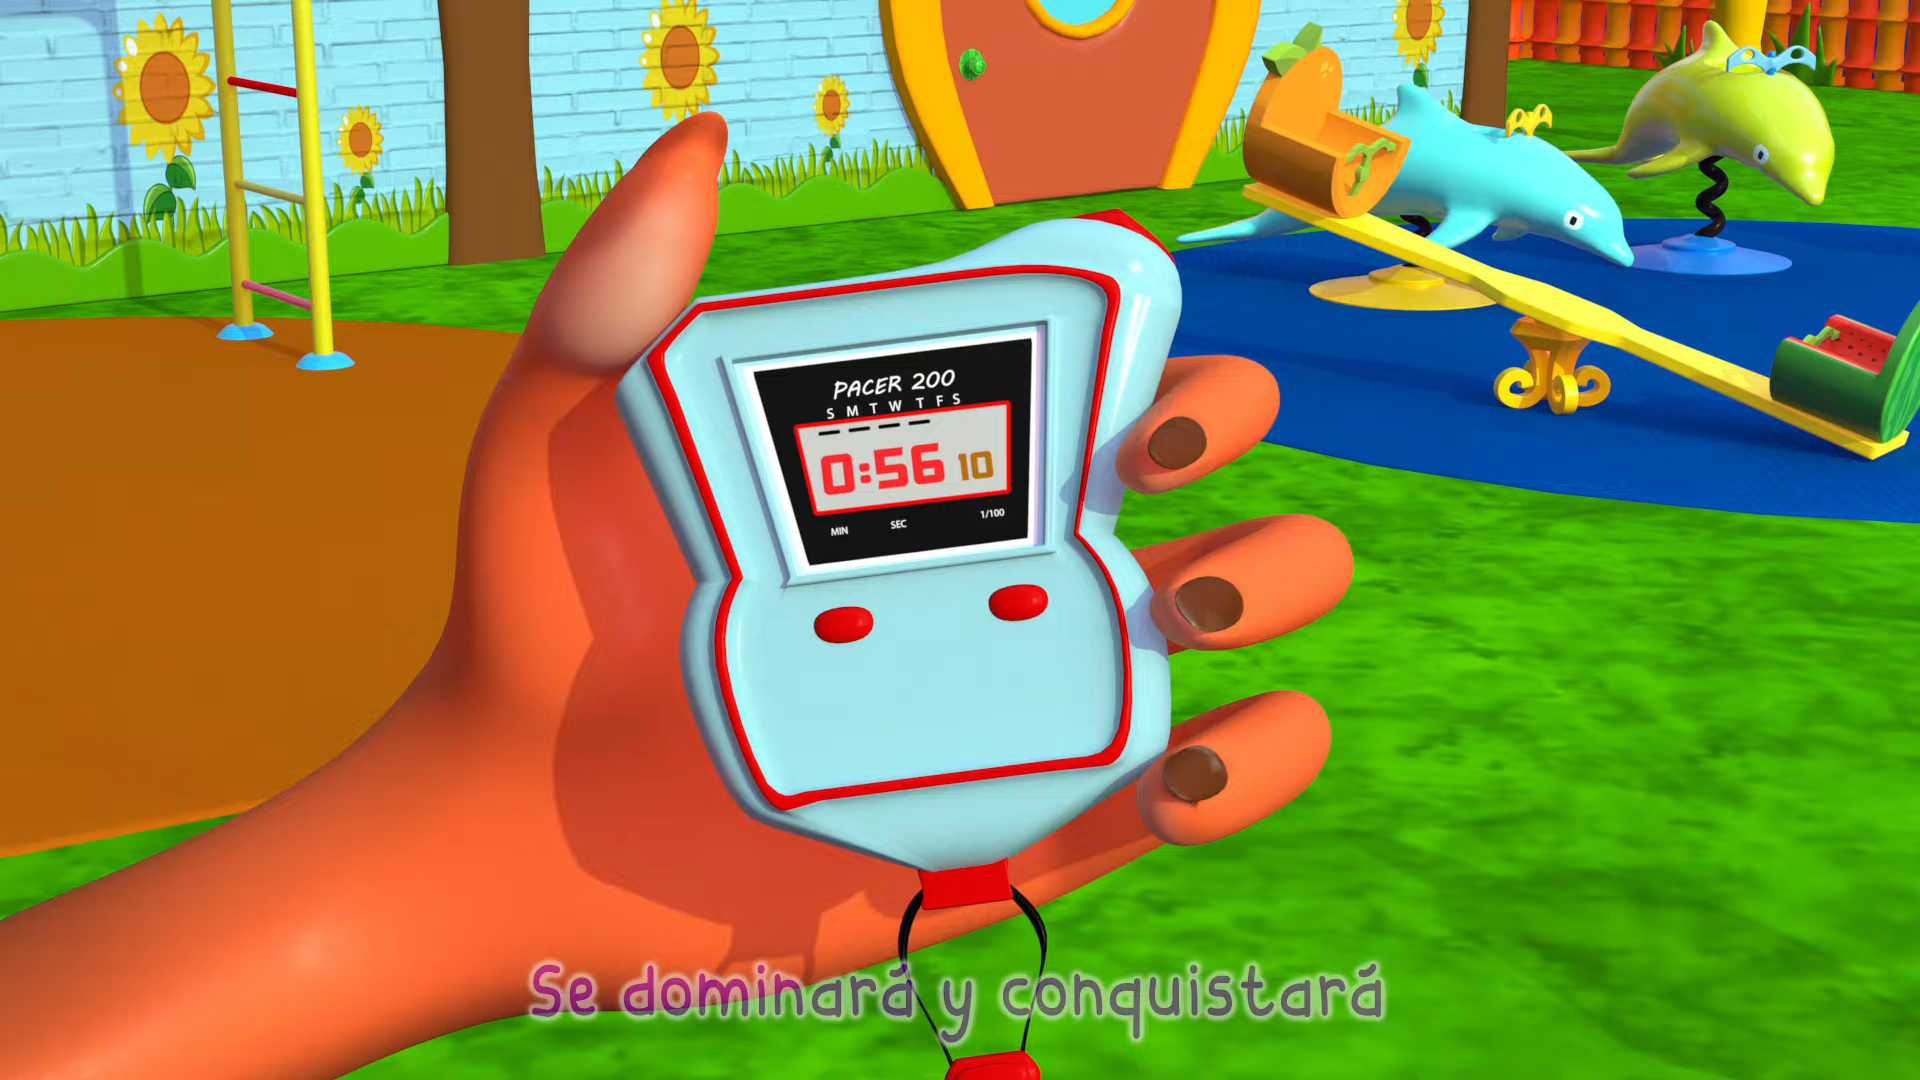 PACER 200
S M T W T F S
0:56 10
MIN SEC 1/100
Se dominará y conquistará